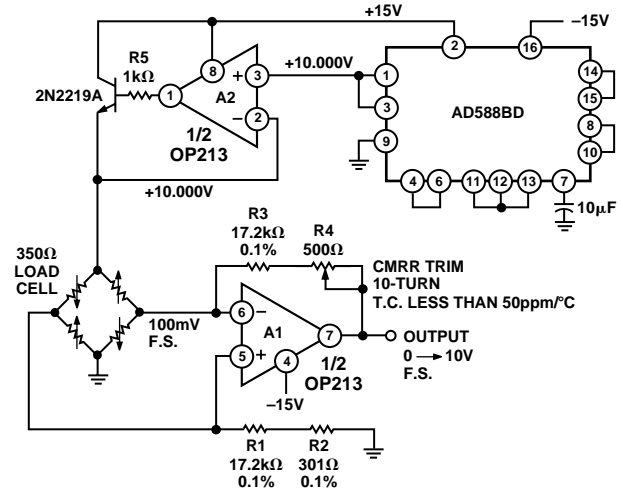 +15V
–15V
R5
1kΩ
2N2219A
8
1
+
3
A2
–
2
1/2
OP213
+10.000V
+10.000V
2
16
1
3
9
14
15
8
10
AD588BD
4
6
11
12
13
7
10μF
350Ω
LOAD
CELL
100mV
F.S.
R3
17.2kΩ
0.1%
R4
500Ω
CMRR TRIM
10-TURN
T.C. LESS THAN 50ppm/°C
6
–
A1
7
5
+
4
1/2
OP213
–15V
OUTPUT
0 → 10V
F.S.
R1
17.2kΩ
0.1%
R2
301Ω
0.1%